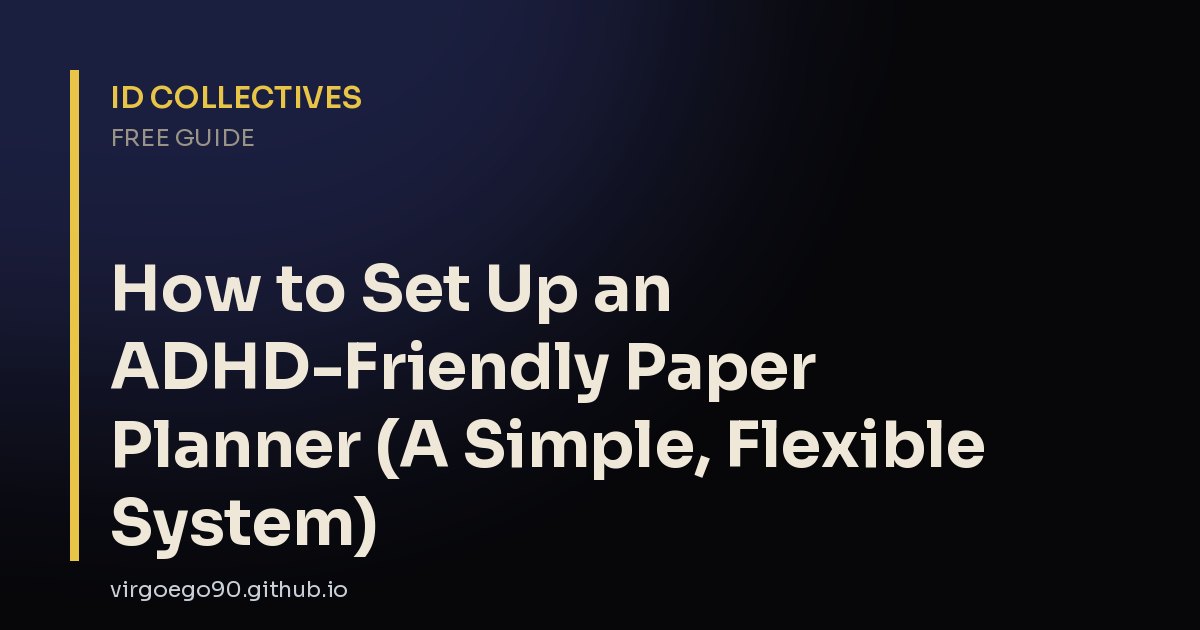 ID COLLECTIVES
FREE GUIDE
How to Set Up an
ADHD-Friendly Paper
Planner (A Simple, Flexible
System)
virgoego90.github.io